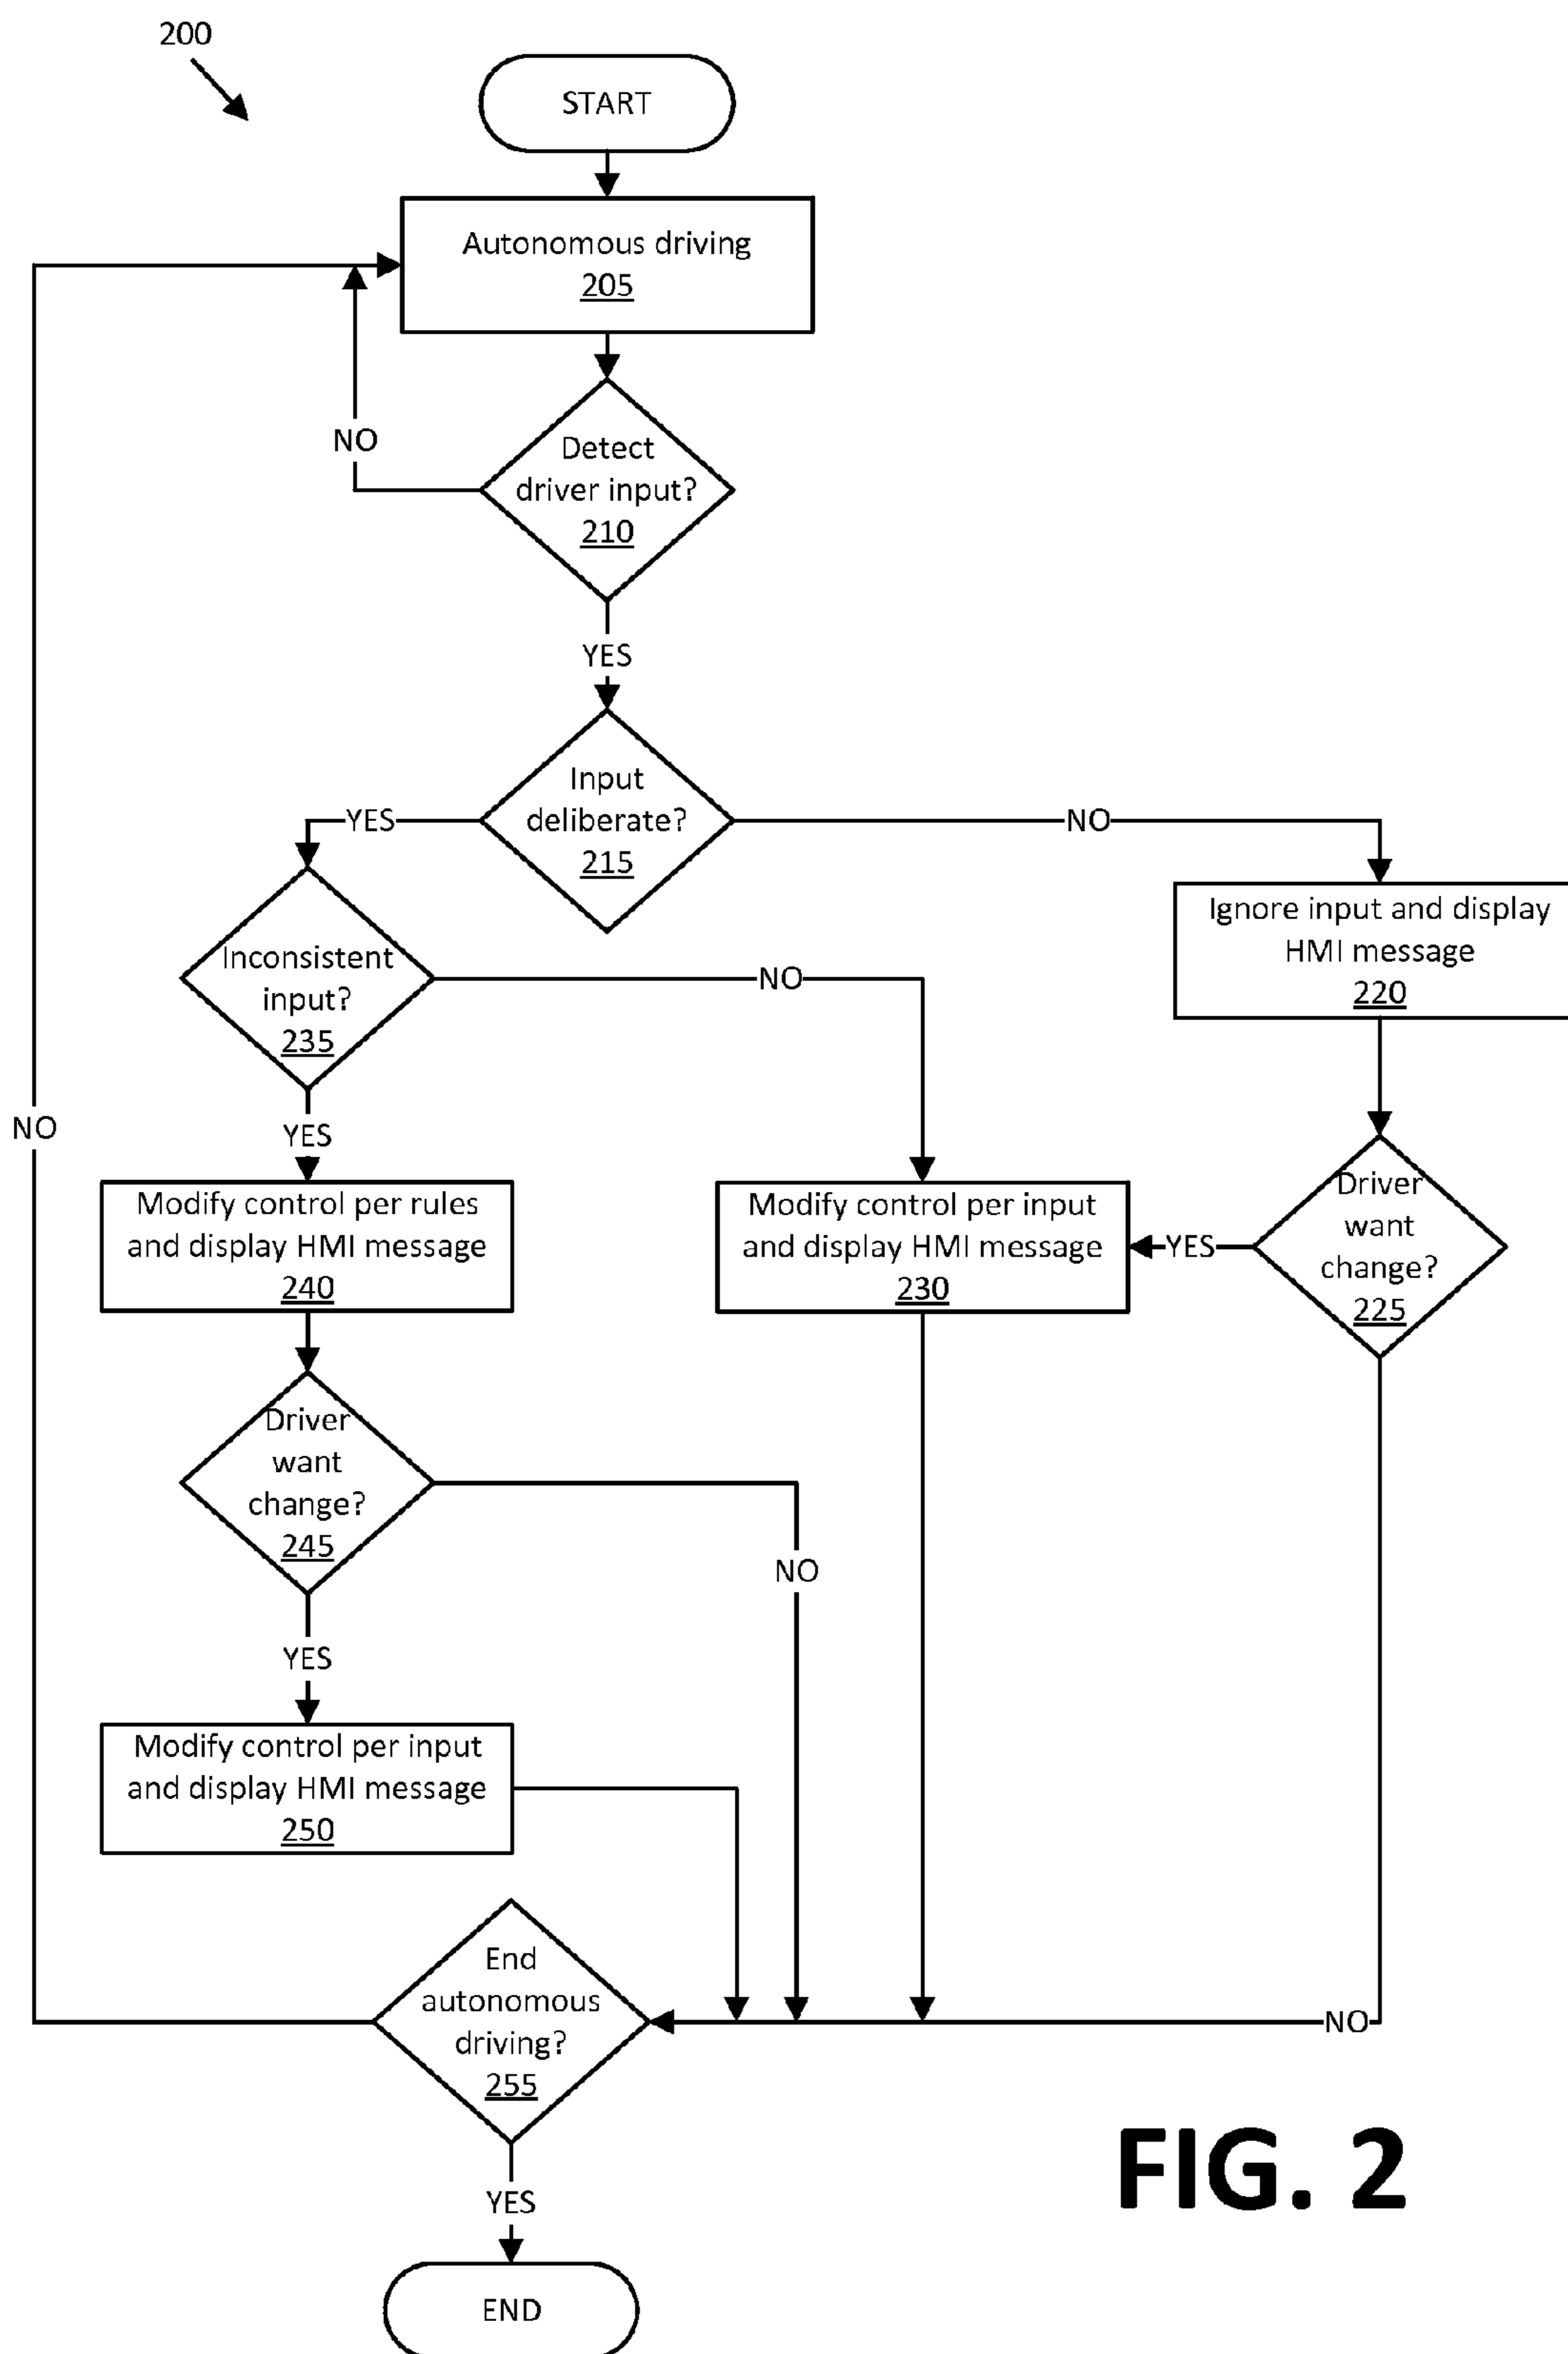 200
START
Autonomous driving
205
NO
Detect
driver input?
210
YES
Input
deliberate?
215
YES
NO
Ignore input and display
HMI message
220
Inconsistent
input?
235
NO
NO
YES
Modify control per rules
and display HMI message
240
Modify control per input
and display HMI message
230
YES
Driver
want
change?
225
Driver
want
change?
245
NO
YES
Modify control per input
and display HMI message
250
End
autonomous
driving?
255
NO
YES
END
FIG. 2